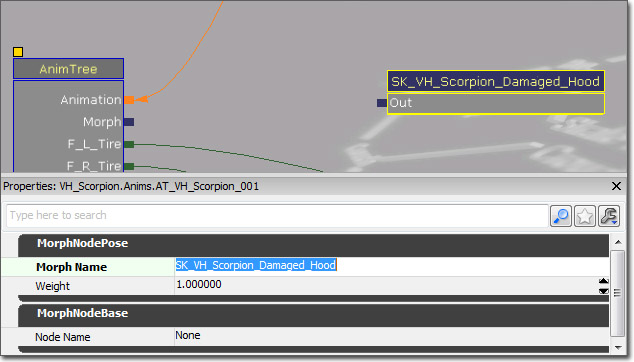 AnimTree
Animation
Morph
F_L_Tire
F_R_Tire
SK_VH_Scorpion_Damaged_Hood
Out
Properties: VH_Scorpion.Anims.AT_VH_Scorpion_001
Type here to search
MorphNodePose
Morph Name SK_VH_Scorpion_Damaged_Hood
Weight 1.000000
MorphNodeBase
Node Name None